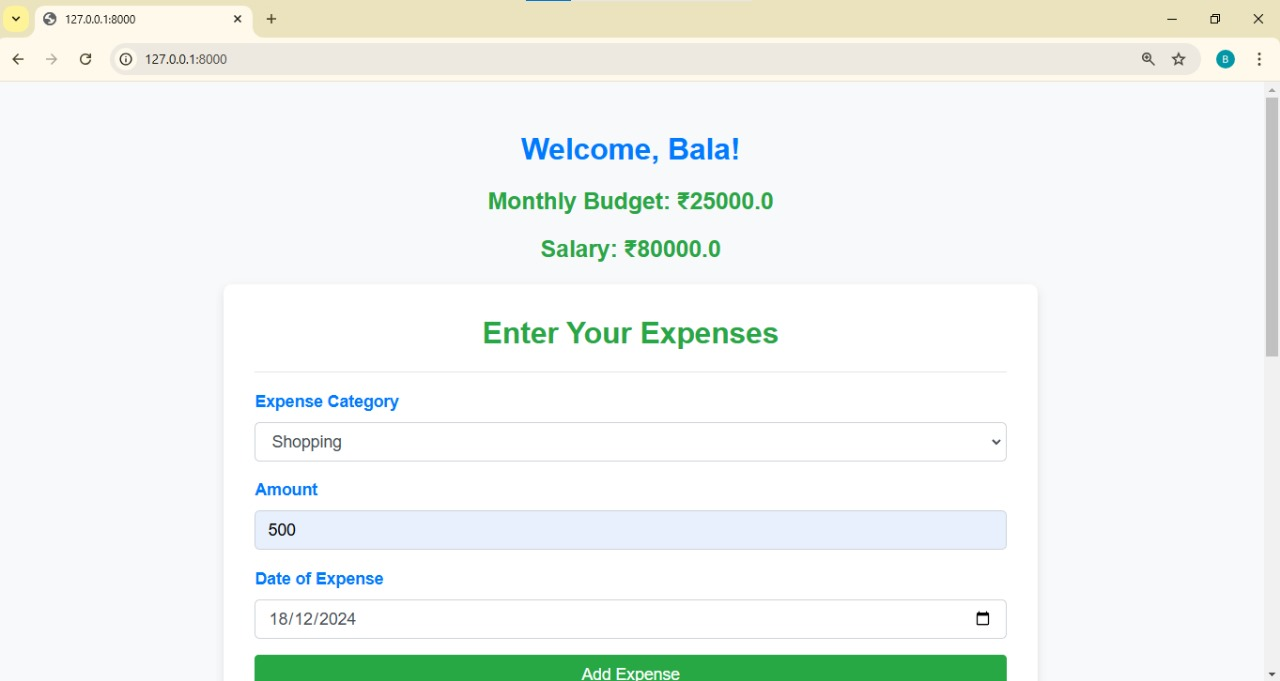 127.0.0.1:8000
127.0.0.1:8000
B
Welcome, Bala!
Monthly Budget: ₹25000.0
Salary: ₹80000.0
Enter Your Expenses
Expense Category
Shopping
Amount
500
Date of Expense
18/12/2024
Add Expense